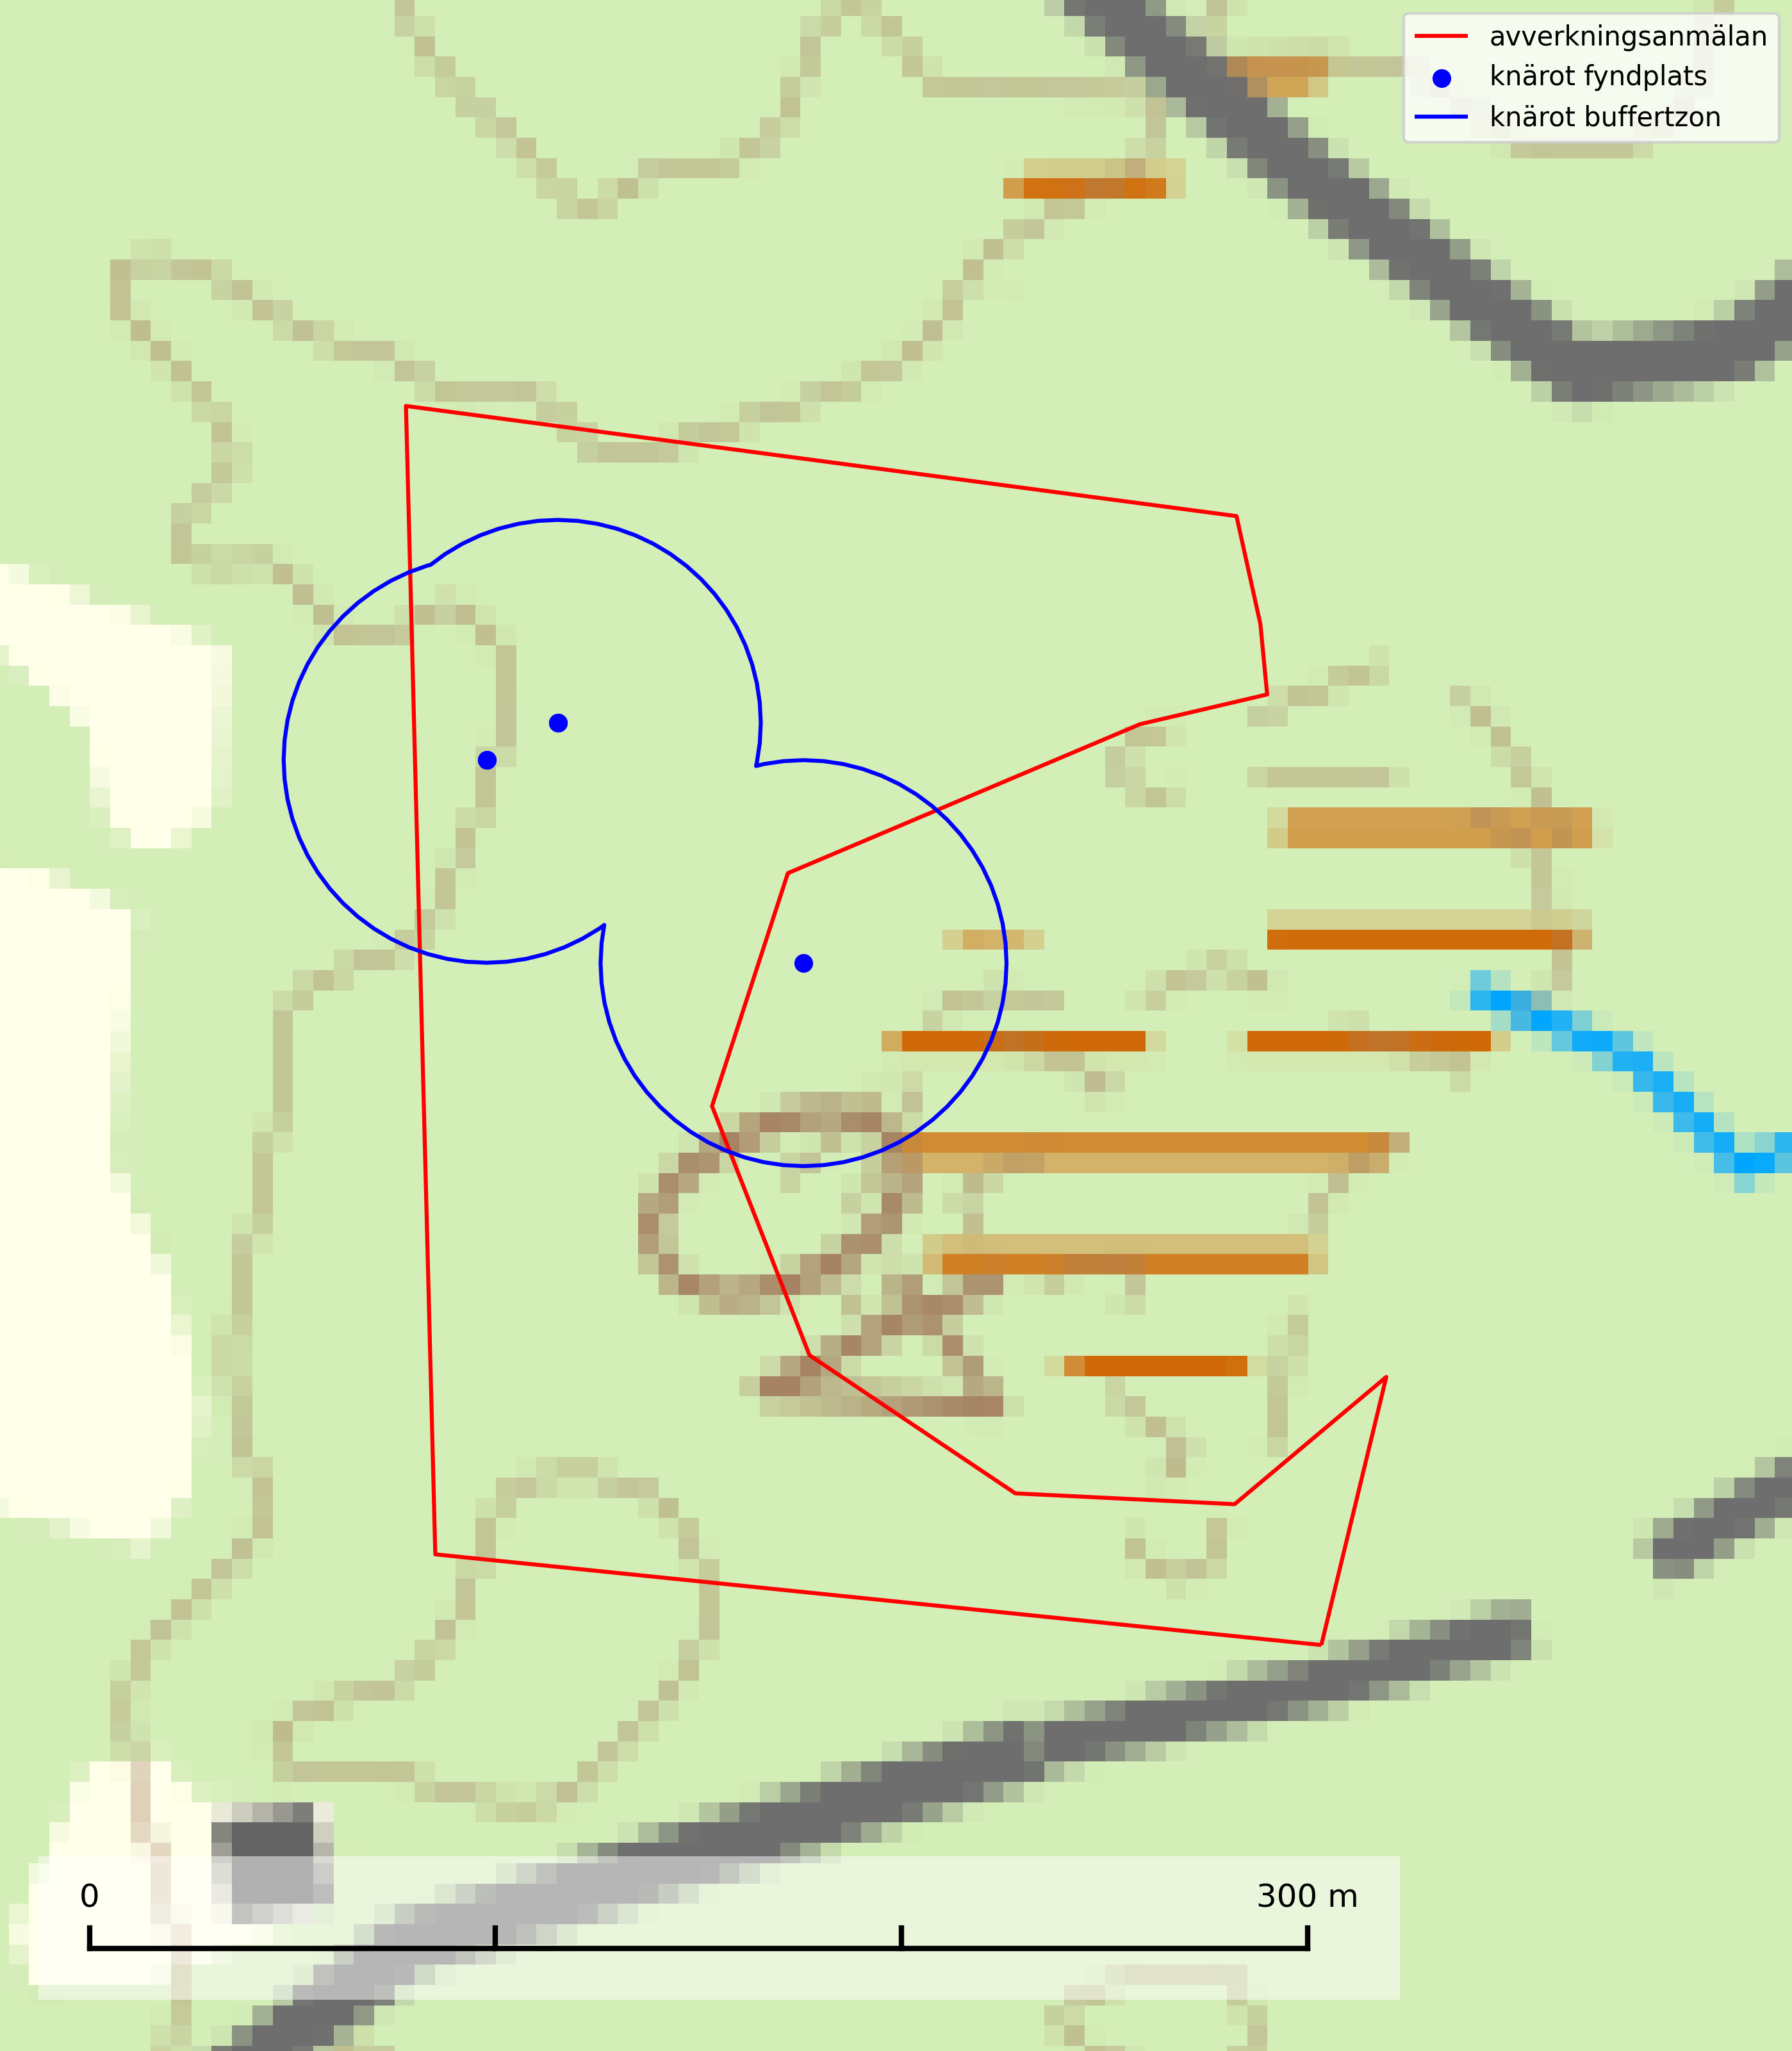 avverkningsanmälan
knärot fyndplats
knärot buffertzon
0 300 m